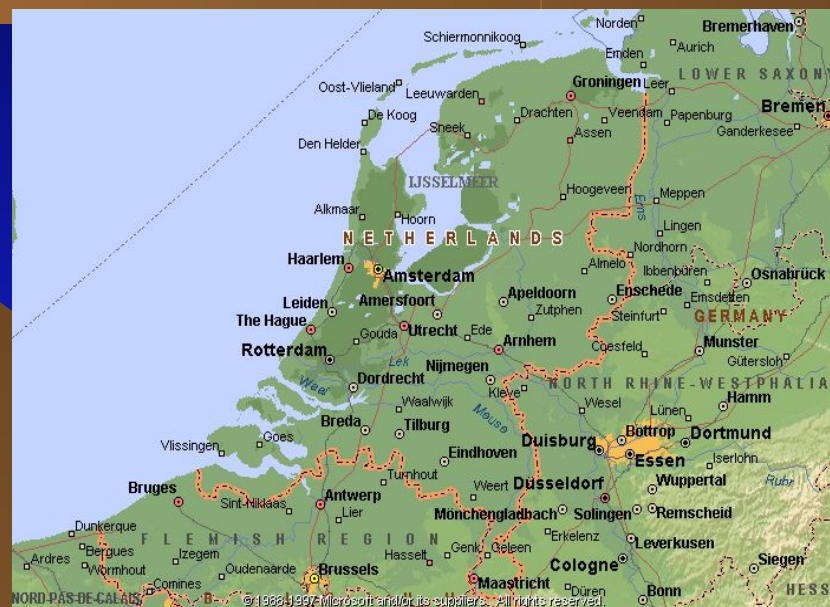 Norden
Bremerhaven
Schiermonnikoog
Emden
Aurich
LOWER SAXONY
Oost-Vlieland
Leeuwarden
Groningen
Leer
De Koog
Drachten
Veendam
Papenburg
Bremen
Sneek
Assen
Ganderkesee
Den Helder
IJSSELMEER
Hoogeveen
Meppen
Ems
Alkmaar
Hoorn
Lingen
NETHERLANDS
Nordhorn
Haarlem
Amsterdam
Almelo
Ibbenbüren
Osnabrück
Leiden
Amersfoort
Apeldoorn
Enschede
Emsdetten
The Hague
Gouda
Utrecht
Ede
Zutphen
Steinfurt
GERMANY
Rotterdam
Lek
Arnhem
Coesfeld
Munster
Gütersloh
Waal
Dordrecht
Nijmegen
Kleve
NORTH RHINE-WESTPHALIA
Waalwijk
Meuse
Wesel
Lünen
Hamm
Breda
Tilburg
Bottrop
Vlissingen
Goes
Duisburg
Dortmund
Eindhoven
Essen
Iserlohn
Turnhout
Weert
Düsseldorf
Wuppertal
Ruhr
Bruges
Sint-Niklaas
Antwerp
Mönchengladbach
Solingen
Remscheid
Lier
Dunkerque
FLEMISH REGION
Erkelenz
Leverkusen
Bergues
Izegem
Hasselt
Genk
Geleen
Ardres
Wormhout
Oudenaarde
Brussels
Cologne
Siegen
Comines
Maastricht
Düren
Bonn
HESS
NORD-PAS-DE-CALAIS
B
© 1988-1997 Microsoft and/or its suppliers. All rights reserved.